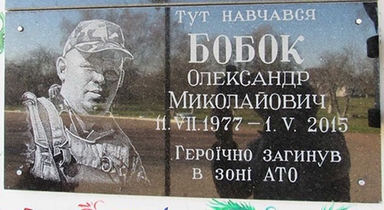 ТУТ НАВЧАВСЯ
БОБОК
ОЛЕКСАНДР
МИКОЛАЙОВИЧ
11.VII.1977 – 1.V.2015
ГЕРОЇЧНО ЗАГИНУВ
В ЗОНІ АТО